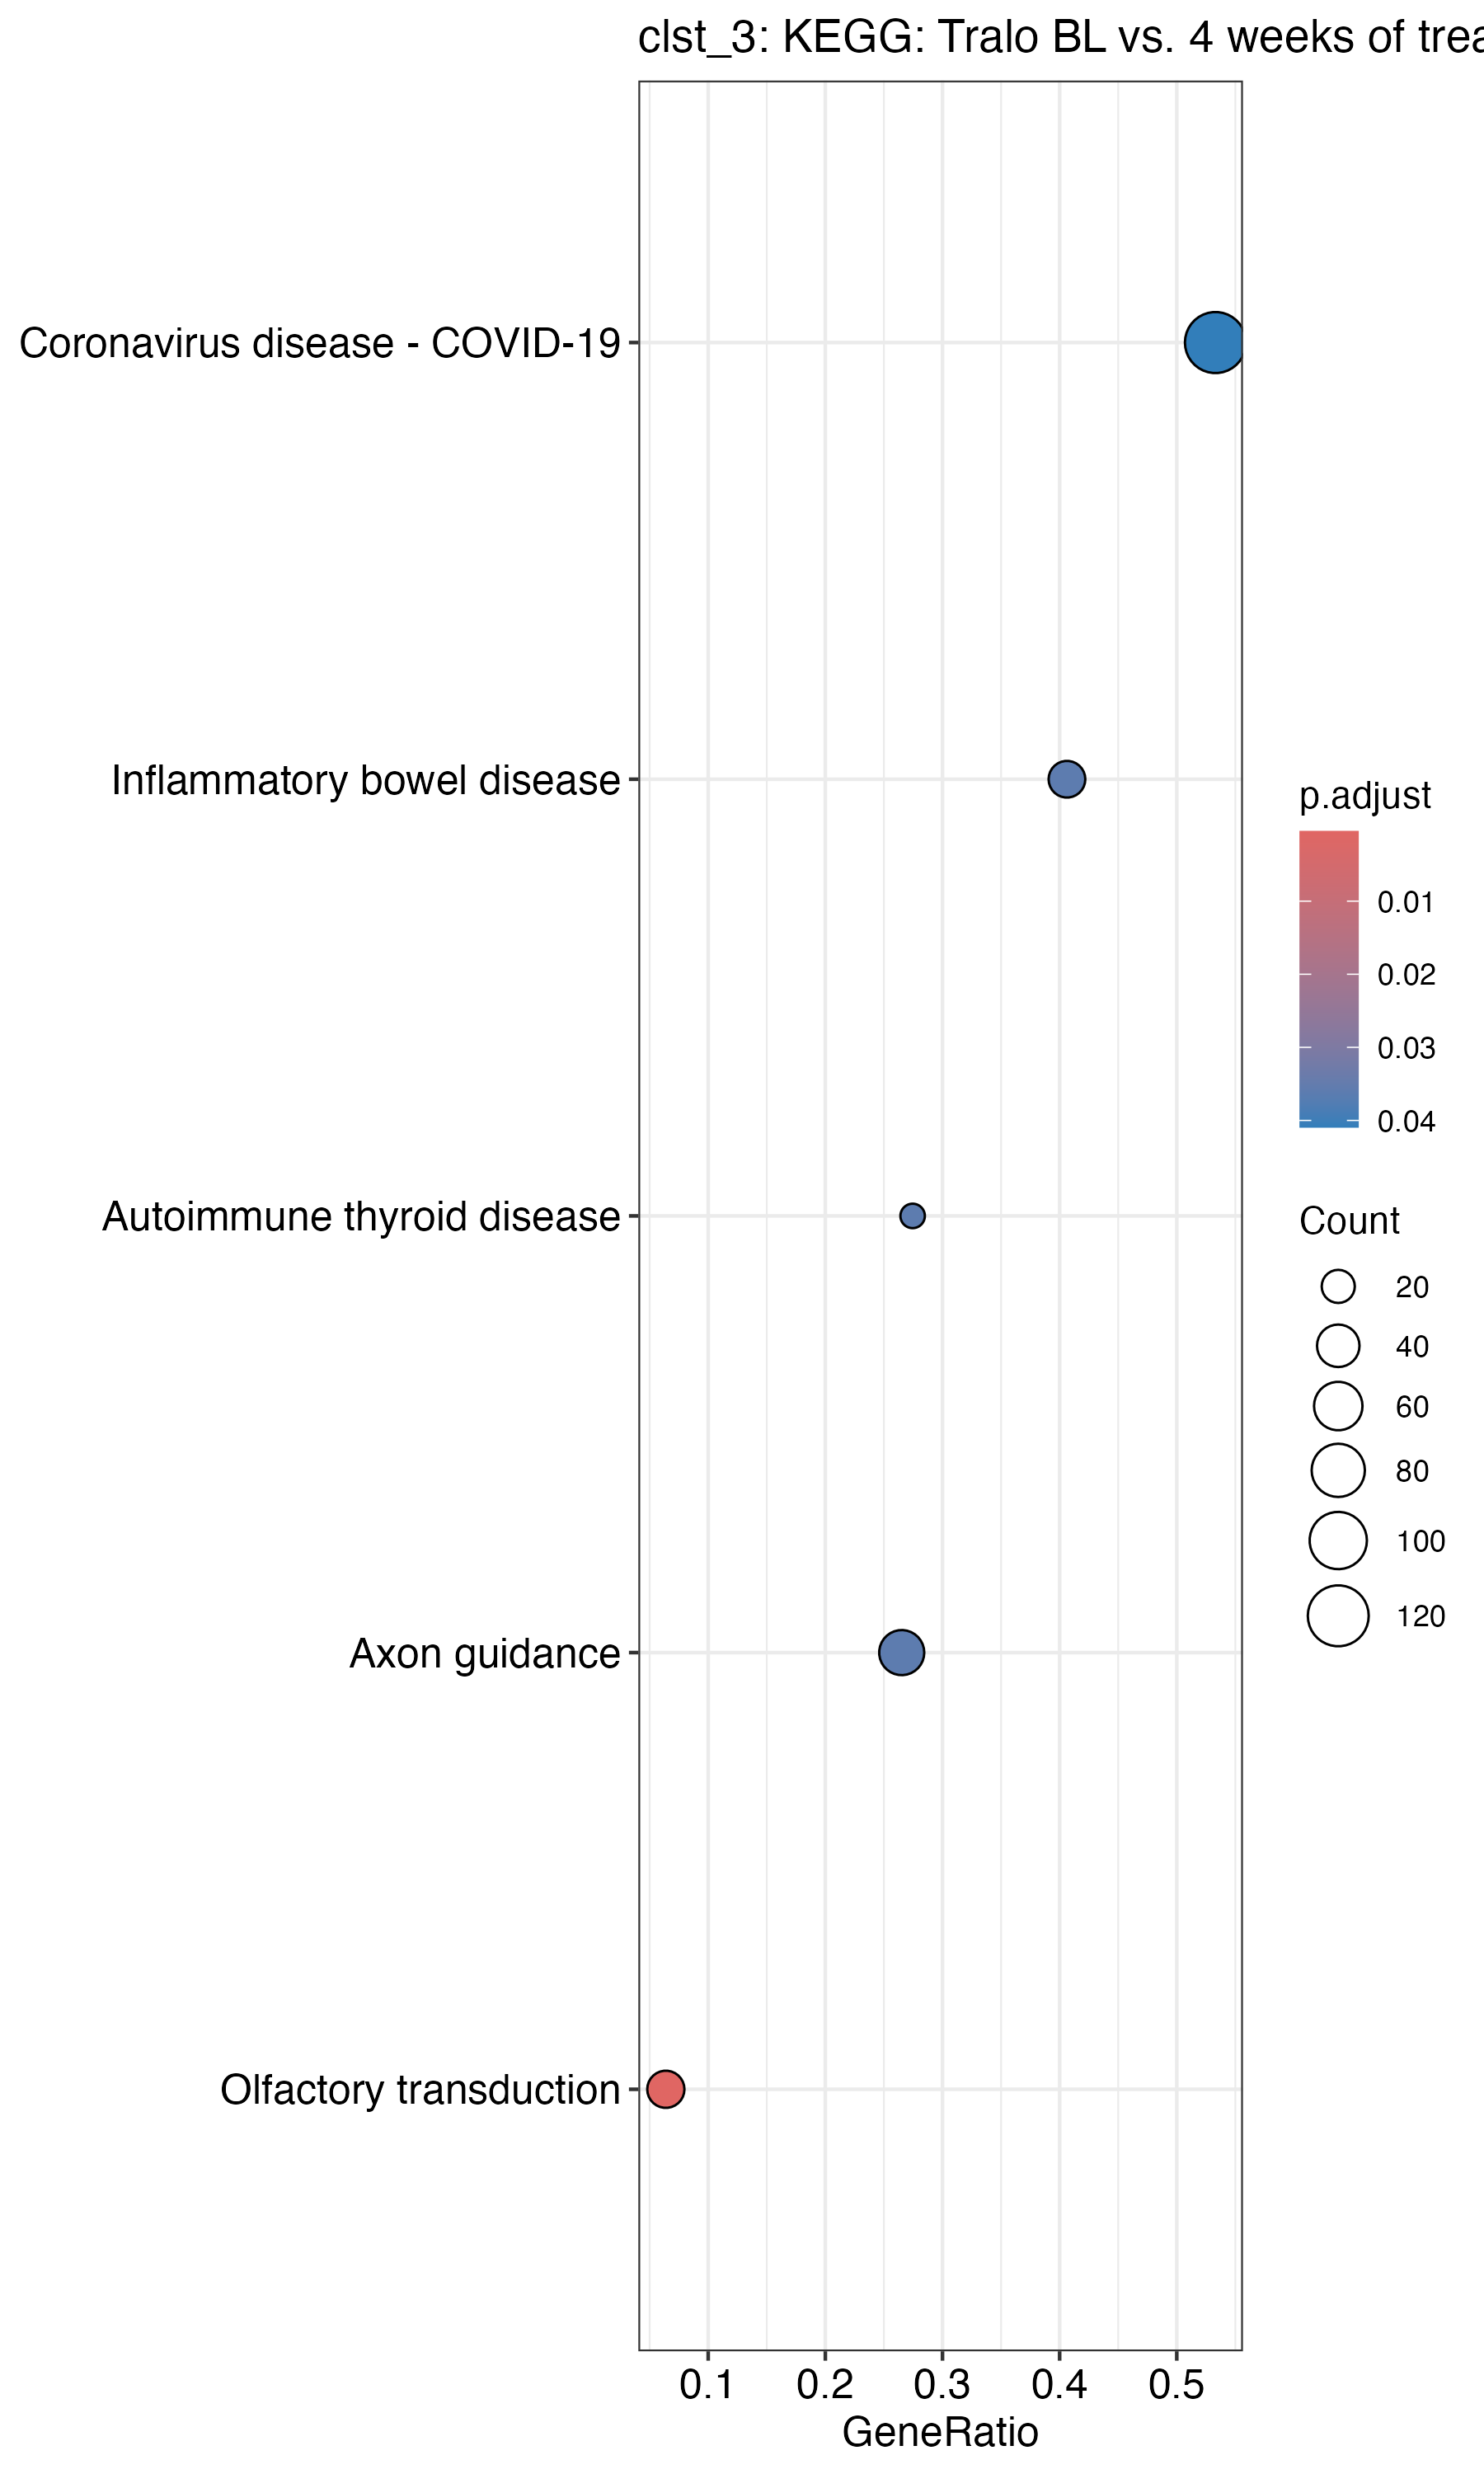 clst_3: KEGG: Tralo BL vs. 4 weeks of
Coronavirus disease - COVID-19
Inflammatory bowel disease
Autoimmune thyroid disease
Axon guidance
Olfactory transduction
0.1 0.2 0.3 0.4 0.5
GeneRatio
p.adjust
0.01
0.02
0.03
0.04
Count
20
40
60
80
100
120